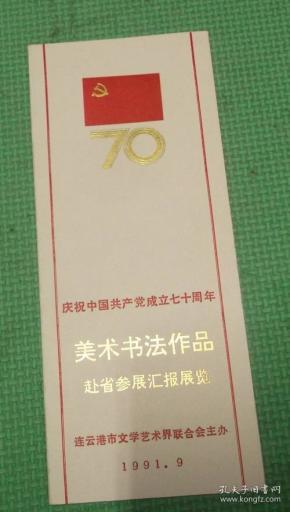 70
庆祝中国共产党成立七十周年
美术书法作品
赴省参展汇报展览
连云港市文学艺术界联合会主办
1991.9
孔夫子旧书网
kongfz.com